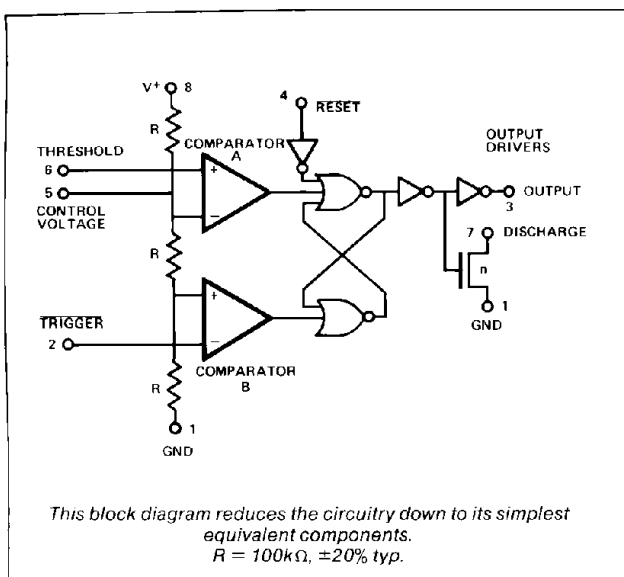 V+ 8
4
RESET
R
COMPARATOR
A
OUTPUT
DRIVERS
THRESHOLD
6
+
5
CONTROL
VOLTAGE
−
OUTPUT
3
7 DISCHARGE
R
n
+
1
GND
TRIGGER
2
−
COMPARATOR
B
R
1
GND
This block diagram reduces the circuitry down to its simplest
equivalent components.
R = 100kΩ, ±20% typ.